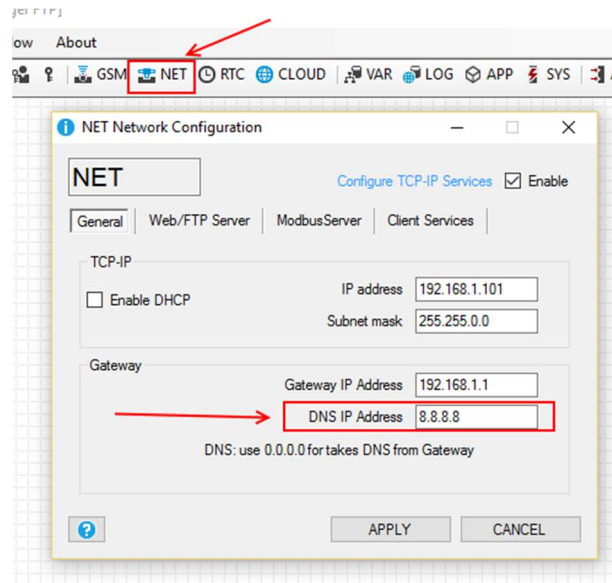 About
GSM NET RTC CLOUD VAR LOG APP SYS
NET Network Configuration
NET
Configure TCP-IP Services Enable
General Web/FTP Server ModbusServer Client Services
TCP-IP
Enable DHCP
IP address 192.168.1.101
Subnet mask 255.255.0.0
Gateway
Gateway IP Address 192.168.1.1
DNS IP Address 8.8.8.8
DNS: use 0.0.0.0 for takes DNS from Gateway
APPLY CANCEL